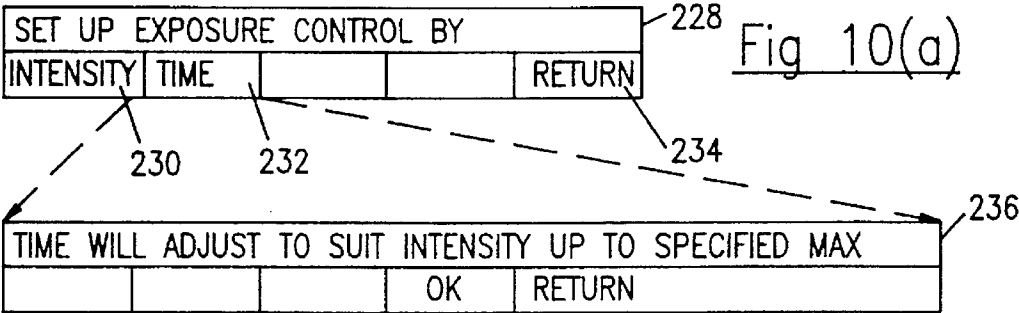 228
Fig 10(a)
SET UP EXPOSURE CONTROL BY
INTENSITY TIME RETURN
230 232 234
236
TIME WILL ADJUST TO SUIT INTENSITY UP TO SPECIFIED MAX
OK RETURN